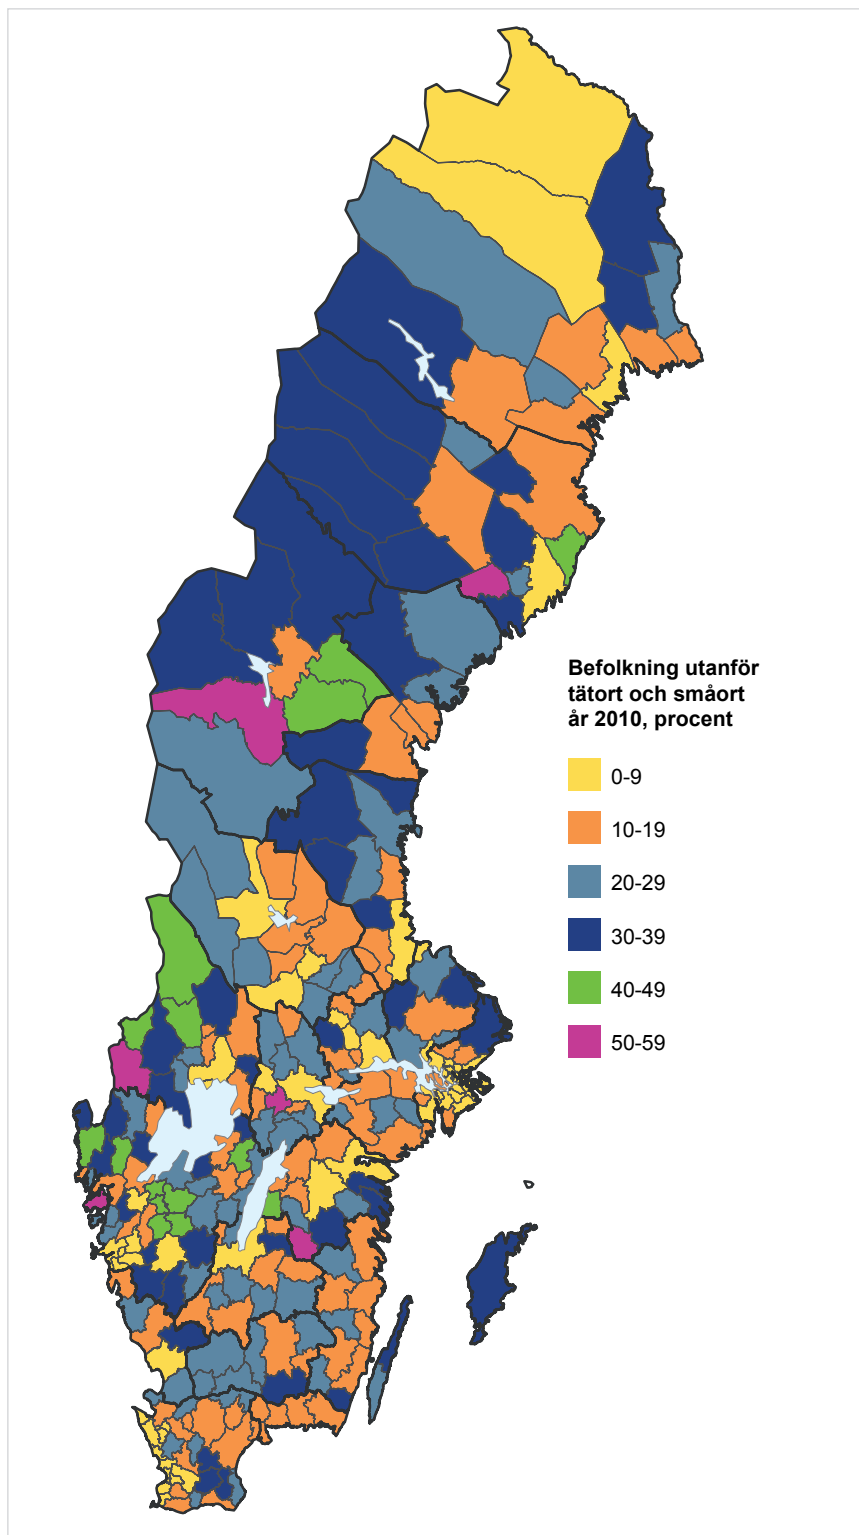 Befolkning utanför
tätort och småort
år 2010, procent
0-9
10-19
20-29
30-39
40-49
50-59